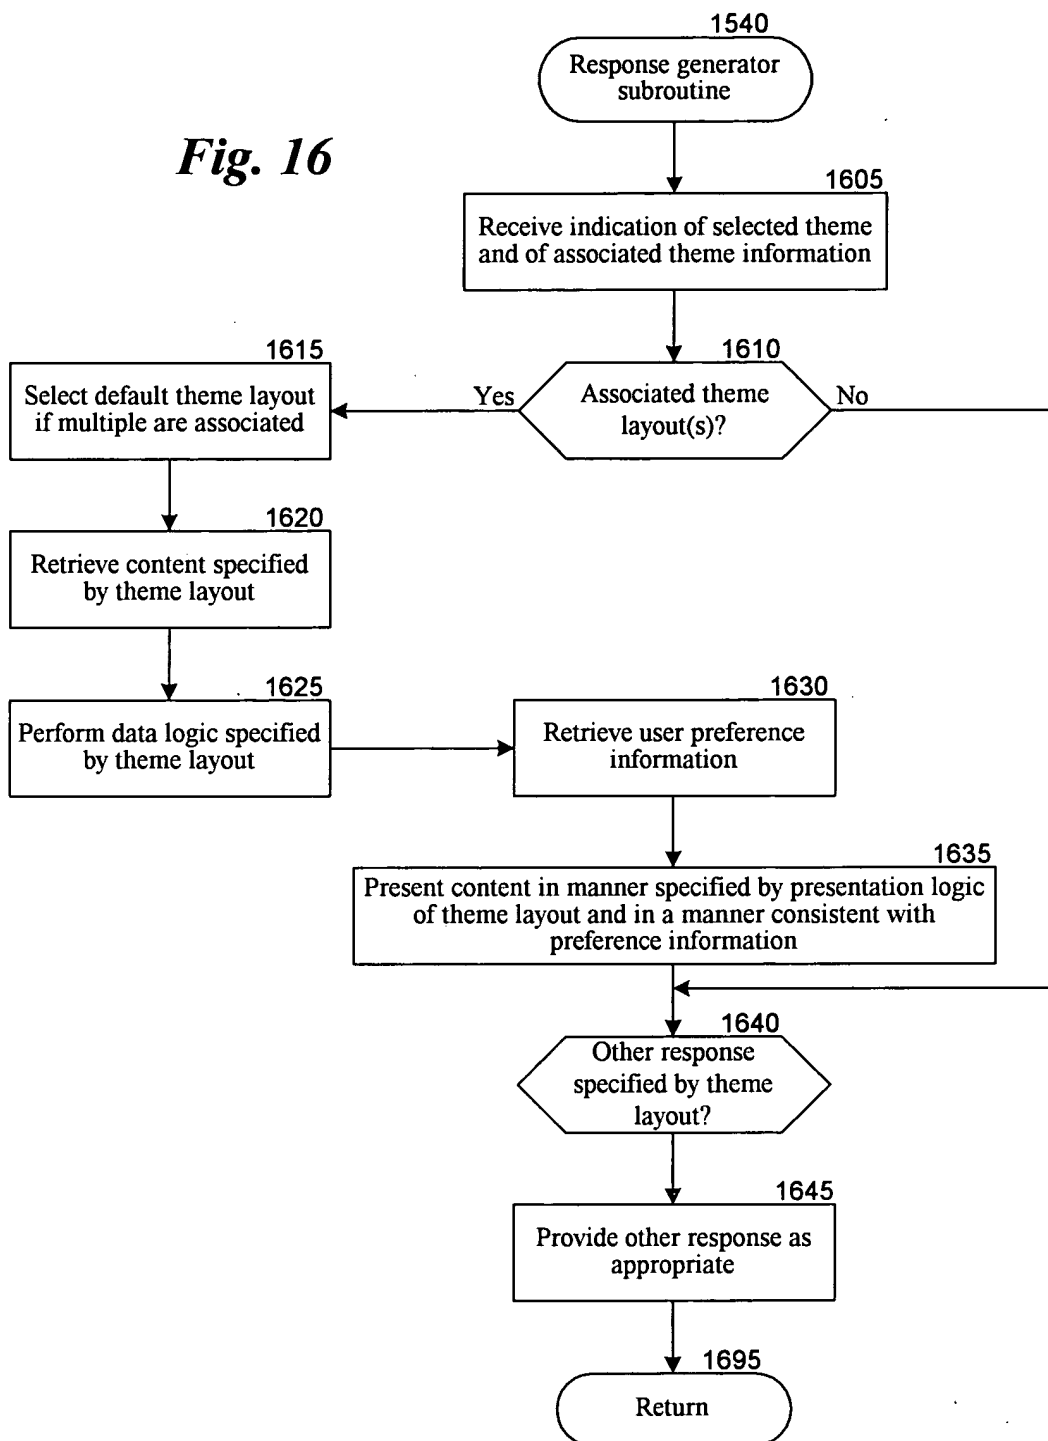 1540
Response generator
subroutine
Fig. 16
1605
Receive indication of selected theme
and of associated theme information
1610
Associated theme
layout(s)?
Yes
No
1615
Select default theme layout
if multiple are associated
1620
Retrieve content specified
by theme layout
1625
Perform data logic specified
by theme layout
1630
Retrieve user preference
information
1635
Present content in manner specified by presentation logic
of theme layout and in a manner consistent with
preference information
1640
Other response
specified by theme
layout?
1645
Provide other response as
appropriate
1695
Return